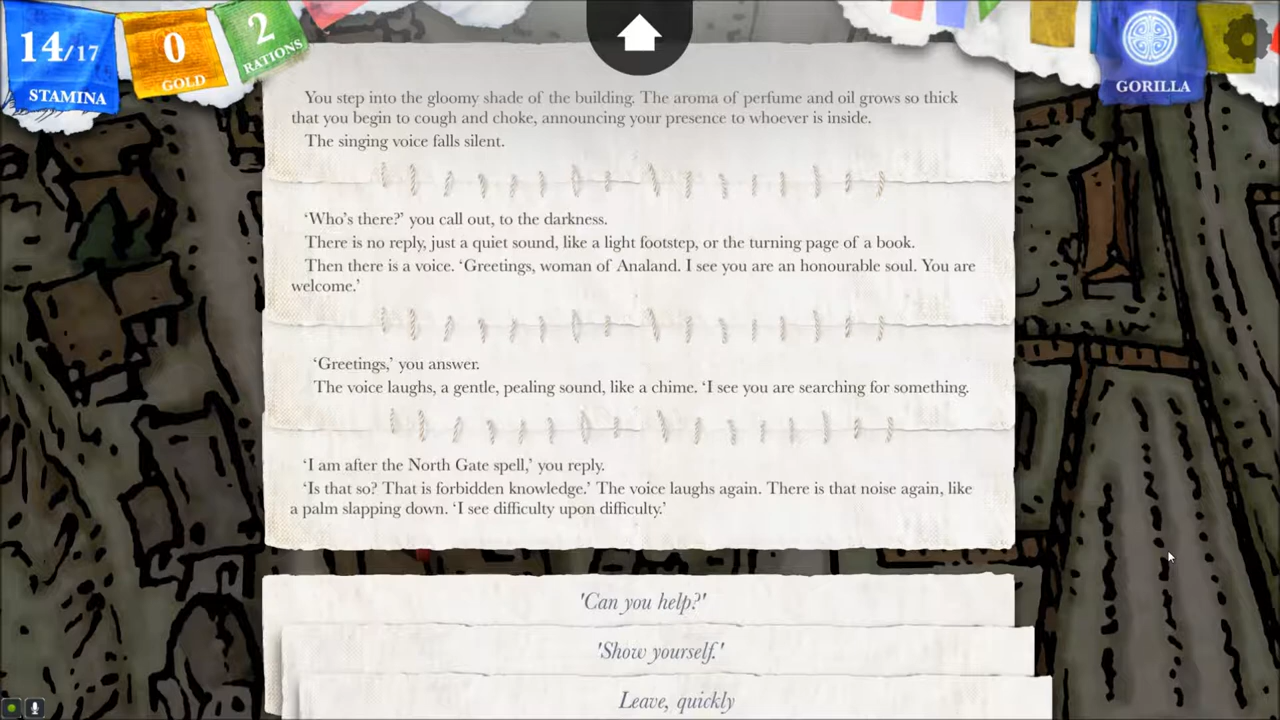 14/17
STAMINA
0
GOLD
2
RATIONS
GORILLA
You step into the gloomy shade of the building. The aroma of perfume and oil grows so thick
that you begin to cough and choke, announcing your presence to whoever is inside.
The singing voice falls silent.
‘Who’s there?’ you call out, to the darkness.
There is no reply, just a quiet sound, like a light footstep, or the turning page of a book.
Then there is a voice. ‘Greetings, woman of Analand. I see you are an honourable soul. You are
welcome.’
‘Greetings,’ you answer.
The voice laughs, a gentle, pealing sound, like a chime. ‘I see you are searching for something.
‘I am after the North Gate spell,’ you reply.
‘Is that so? That is forbidden knowledge.’ The voice laughs again. There is that noise again, like
a palm slapping down. ‘I see difficulty upon difficulty.’
'Can you help?'
'Show yourself.'
Leave, quickly